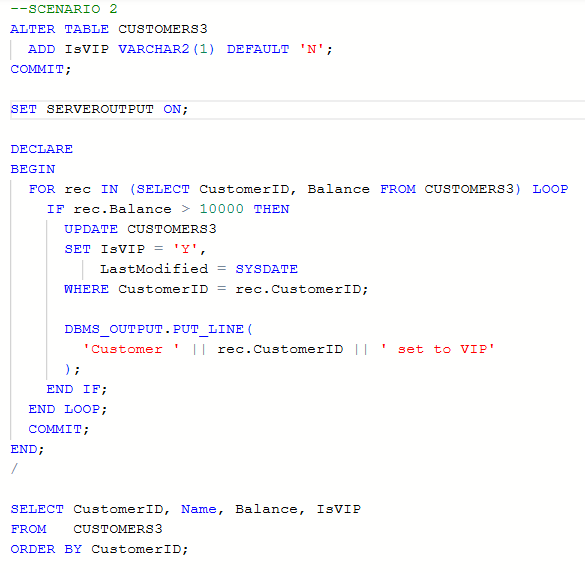 --SCENARIO 2
ALTER TABLE CUSTOMERS3
  ADD IsVIP VARCHAR2(1) DEFAULT 'N';
COMMIT;

SET SERVEROUTPUT ON;

DECLARE
BEGIN
  FOR rec IN (SELECT CustomerID, Balance FROM CUSTOMERS3) LOOP
    IF rec.Balance > 10000 THEN
      UPDATE CUSTOMERS3
      SET IsVIP = 'Y',
          LastModified = SYSDATE
      WHERE CustomerID = rec.CustomerID;

      DBMS_OUTPUT.PUT_LINE(
        'Customer ' || rec.CustomerID || ' set to VIP'
      );
    END IF;
  END LOOP;
  COMMIT;
END;
/

SELECT CustomerID, Name, Balance, IsVIP
FROM   CUSTOMERS3
ORDER BY CustomerID;